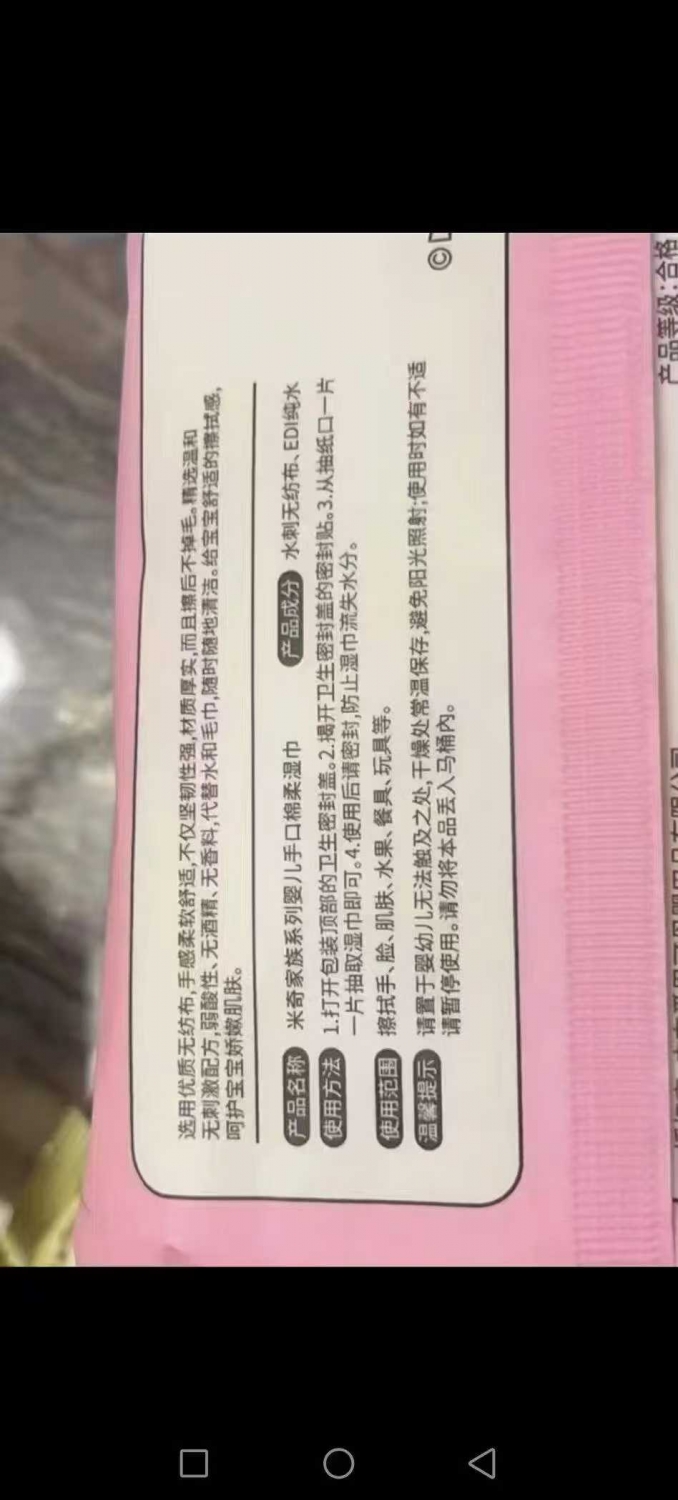 选用优质无纺布,手感柔软舒适,不仅坚韧性强,材质厚实,而且擦后不掉毛。精选温和
无刺激配方,弱酸性、无酒精、无香料,代替水和毛巾,随时随地清洁。给宝宝舒适的擦拭感,
呵护宝宝娇嫩肌肤。
产品名称 米奇家族系列婴儿手口棉柔湿巾 产品成分 水刺无纺布、EDI纯水
使用方法 1.打开包装顶部的卫生密封盖。2.揭开卫生密封盖的密封贴。3.从抽纸口一片
一片抽取湿巾即可。4.使用后请密封,防止湿巾流失水分。
使用范围 擦拭手、脸、肌肤、水果、餐具、玩具等。
温馨提示 请置于婴幼儿无法触及之处,干燥处常温保存,避免阳光照射;使用时如有不适
请暂停使用。请勿将本品丢入马桶内。
©D
产品等级:合格